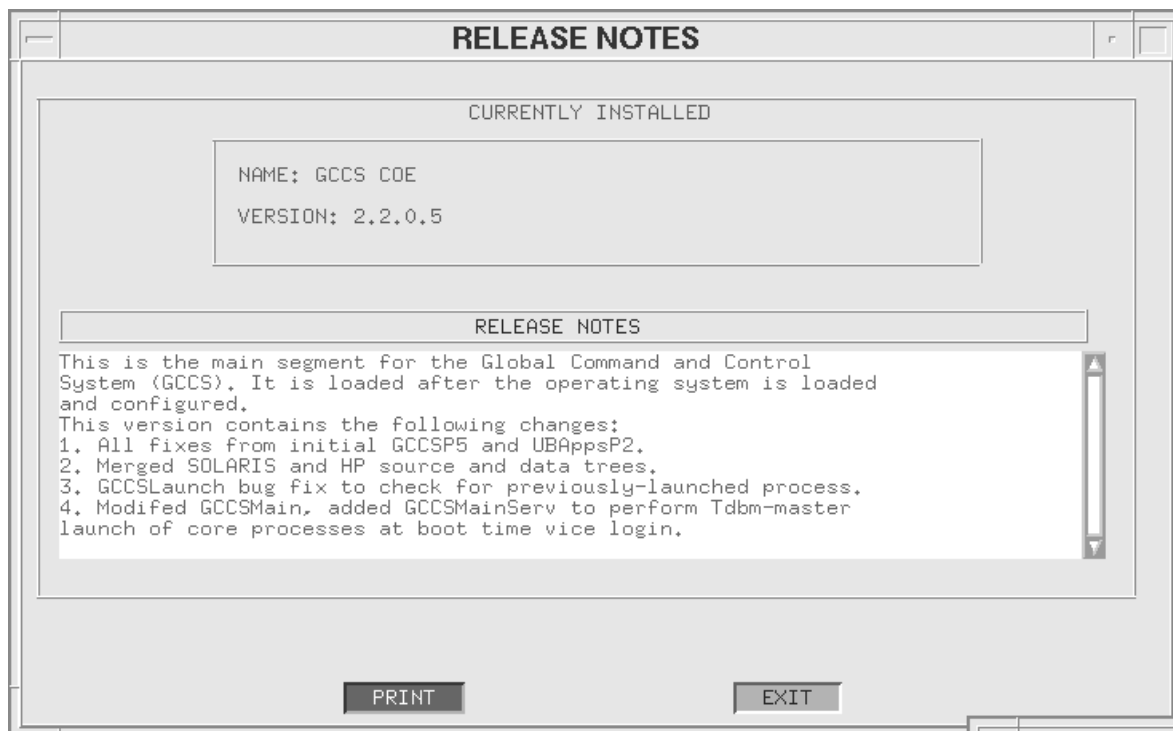 RELEASE NOTES
CURRENTLY INSTALLED
NAME: GCCS COE
VERSION: 2.2.0.5
RELEASE NOTES
This is the main segment for the Global Command and Control
System (GCCS). It is loaded after the operating system is loaded
and configured.
This version contains the following changes:
1. All fixes from initial GCCSP5 and UBAppsP2.
2. Merged SOLARIS and HP source and data trees.
3. GCCSLaunch bug fix to check for previously-launched process.
4. Modifed GCCSMain, added GCCSMainServ to perform Tdbm-master
launch of core processes at boot time vice login.
PRINT
EXIT